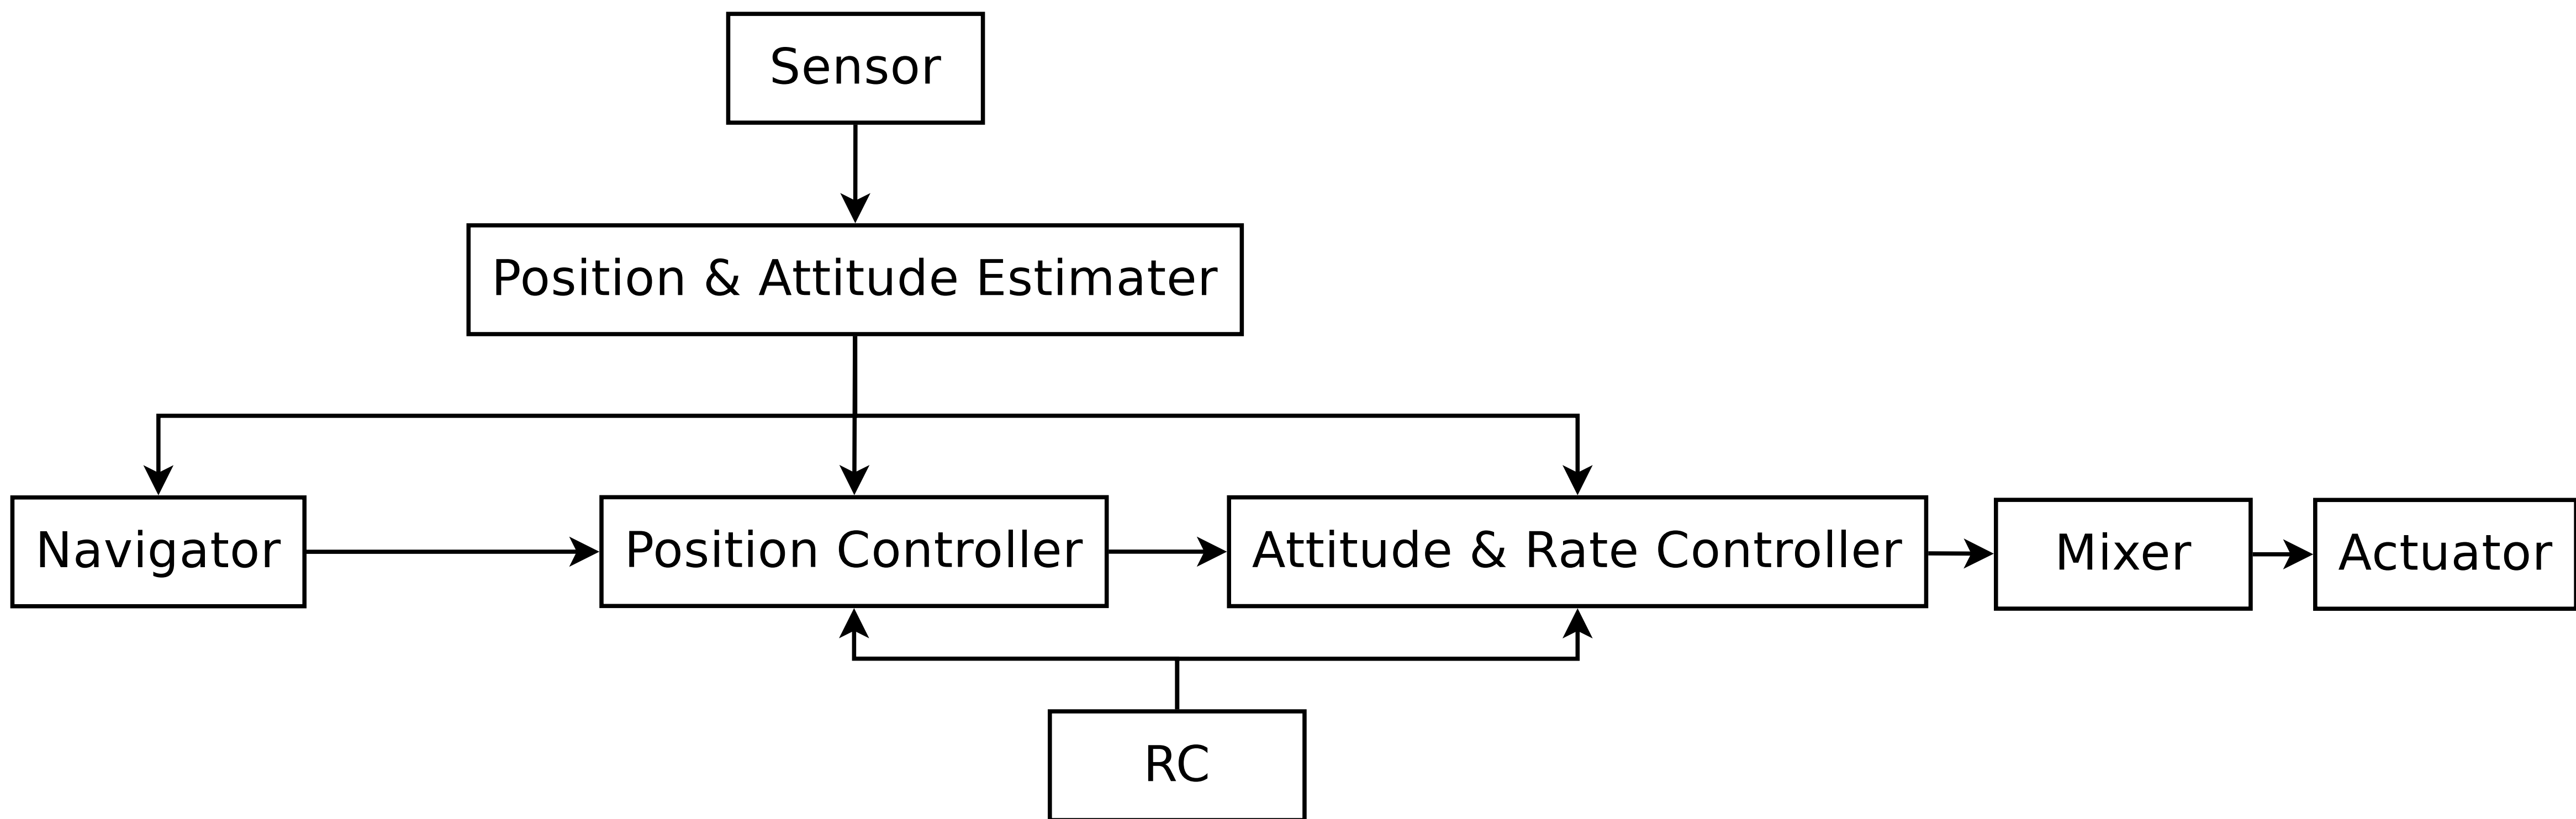 Sensor
Position & Attitude Estimater
Navigator
Position Controller
Attitude & Rate Controller
Mixer
Actuator
RC